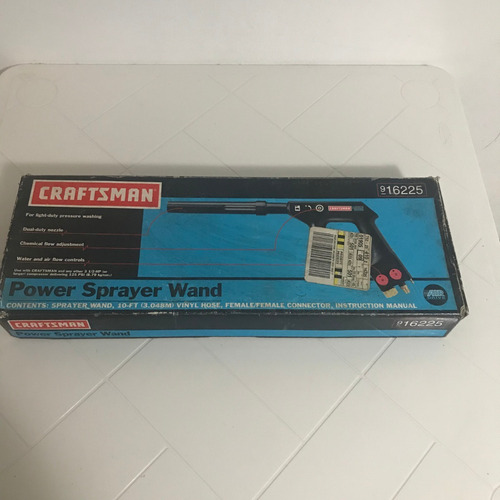 CRAFTSMAN
9 16225
For light-duty pressure washing
Dual-duty nozzle
Chemical flow adjustment
Water and air flow controls
Power Sprayer Wand
CONTENTS: SPRAYER WAND, 10-FT (3.048M) VINYL HOSE, FEMALE/FEMALE CONNECTOR, INSTRUCTION MANUAL
CRAFTSMAN
9 16225
Power Sprayer Wand